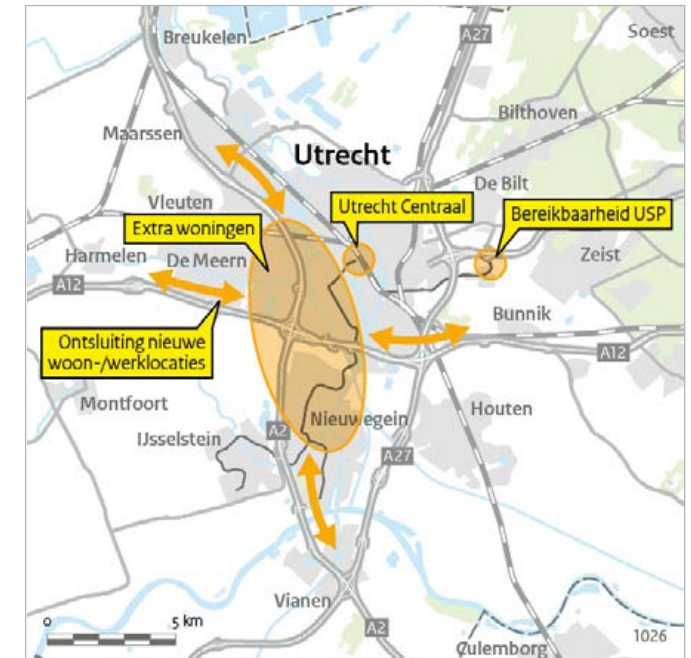 Breukelen
A27
Soest
Bilthoven
Maarssen
Utrecht
De Bilt
Vleuten
Utrecht Centraal
Bereikbaarheid USP
Extra woningen
Harmelen
De Meern
Zeist
A12
Bunnik
Ontsluiting nieuwe
woon-/werklocaties
A12
Montfoort
Nieuwegein
Houten
IJsselstein
A2
A27
Vianen
0
5 km
A2
Culemborg
1026